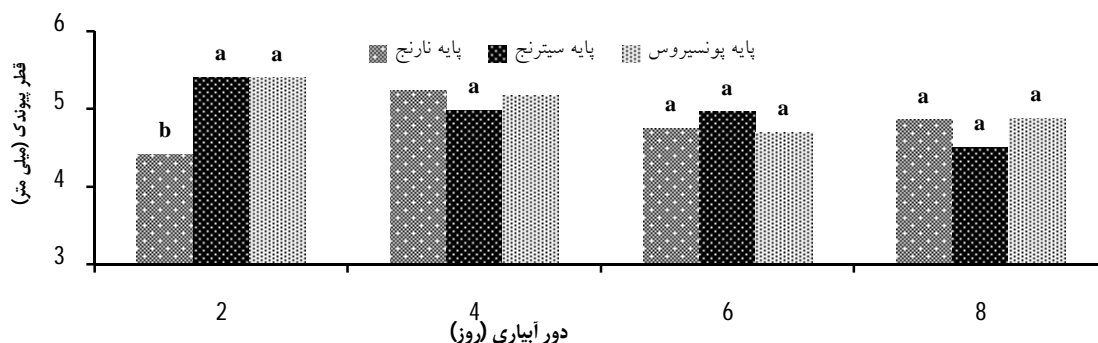 6
پایه نارنج پایه سیترنج پایه پونسیروس
a a
b
5
a
a a a
a a a
4
3
قطر پیوندک (میلی متر)
2 4 6 8
دور آبیاری (روز)